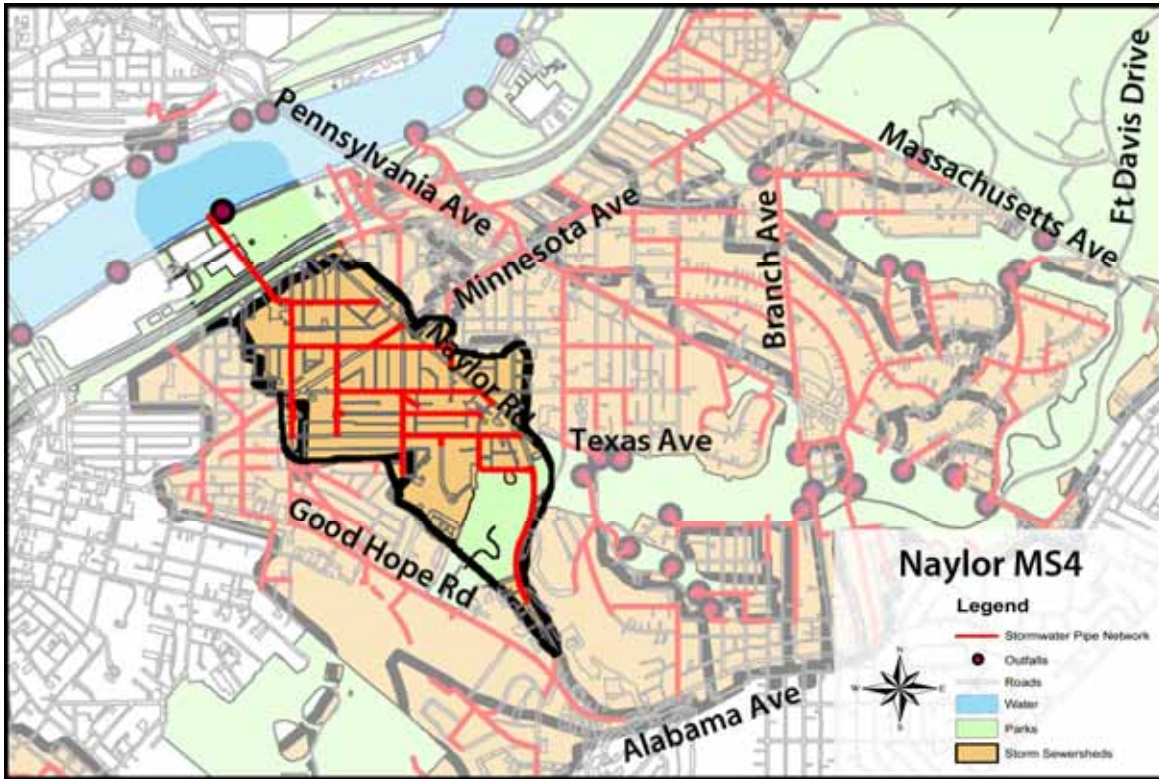 Pennsylvania Ave
Massachusetts Ave
Ft Davis Drive
Minnesota Ave
Branch Ave
Naylor Rd
Texas Ave
Good Hope Rd
Alabama Ave
Naylor MS4
Legend
Stormwater Pipe Network
Outfalls
Roads
Water
Parks
Storm Sewersheds
N
W
E
S